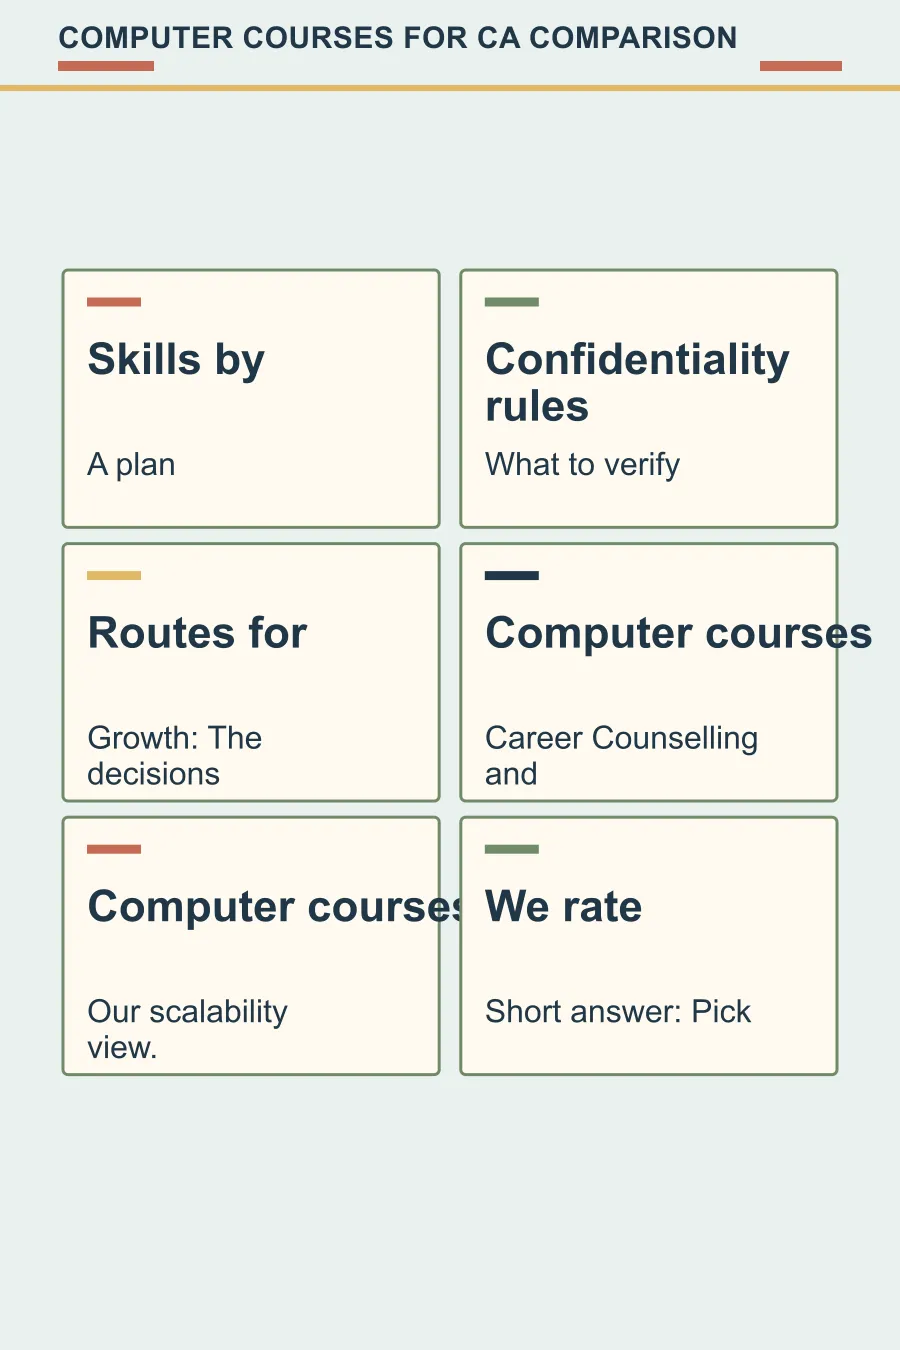 COMPUTER COURSES FOR CA COMPARISON
Skills by
A plan
Confidentiality
rules
What to verify
Routes for
Growth: The
decisions
Computer courses
Career Counselling
and
Computer courses
Our scalability
view.
We rate
Short answer: Pick